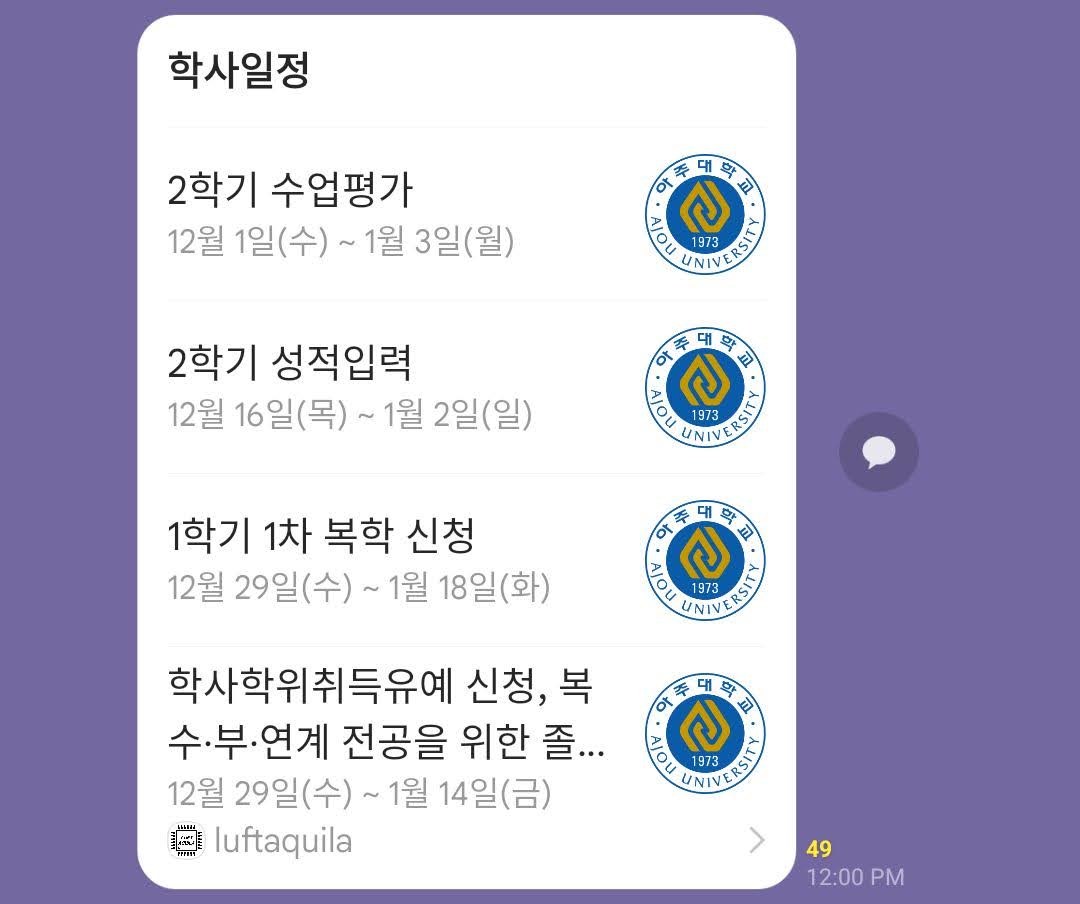 학사일정
2학기 수업평가
12월 1일(수) ~ 1월 3일(월)
아주대학교
1973
AJOU UNIVERSITY
2학기 성적입력
12월 16일(목) ~ 1월 2일(일)
아주대학교
1973
AJOU UNIVERSITY
1학기 1차 복학 신청
12월 29일(수) ~ 1월 18일(화)
아주대학교
1973
AJOU UNIVERSITY
학사학위취득유예 신청, 복
수·부·연계 전공을 위한 졸...
12월 29일(수) ~ 1월 14일(금)
아주대학교
1973
AJOU UNIVERSITY
luftaquila
49
12:00 PM